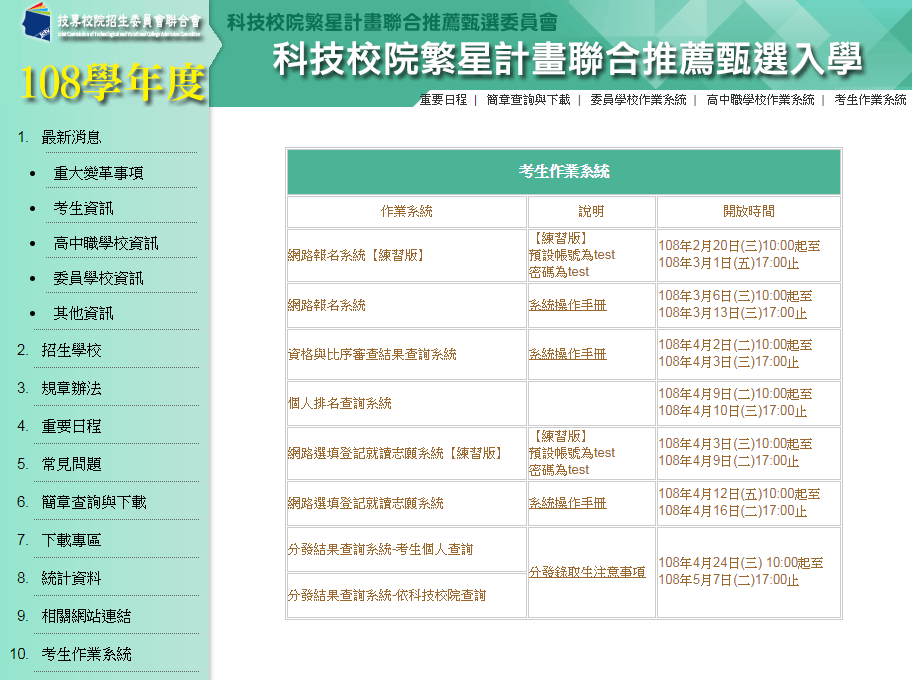 技專校院招生委員會聯合會
Joint Commission of Technological and Vocational College Admission Committee
108學年度
科技校院繁星計畫聯合推薦甄選委員會
科技校院繁星計畫聯合推薦甄選入學
重要日程 | 簡章查詢與下載 | 委員學校作業系統 | 高中職學校作業系統 | 考生作業系統
1. 最新消息
• 重大變革事項
• 考生資訊
• 高中職學校資訊
• 委員學校資訊
• 其他資訊
2. 招生學校
3. 規章辦法
4. 重要日程
5. 常見問題
6. 簡章查詢與下載
7. 下載專區
8. 統計資料
9. 相關網站連結
10. 考生作業系統
考生作業系統
作業系統 說明 開放時間
網路報名系統【練習版】
【練習版】
預設帳號為test
密碼為test
108年2月20日(三)10:00起至
108年3月1日(五)17:00止
網路報名系統
系統操作手冊
108年3月6日(三)10:00起至
108年3月13日(三)17:00止
資格與比序審查結果查詢系統
系統操作手冊
108年4月2日(二)10:00起至
108年4月3日(三)17:00止
個人排名查詢系統
108年4月9日(二)10:00起至
108年4月10日(三)17:00止
網路選填登記就讀志願系統【練習版】
【練習版】
預設帳號為test
密碼為test
108年4月3日(三)10:00起至
108年4月9日(二)17:00止
網路選填登記就讀志願系統
系統操作手冊
108年4月12日(五)10:00起至
108年4月16日(二)17:00止
分發結果查詢系統-考生個人查詢
分發結果查詢系統-依科技校院查詢
分發錄取生注意事項
108年4月24日(三) 10:00起至
108年5月7日(二)17:00止